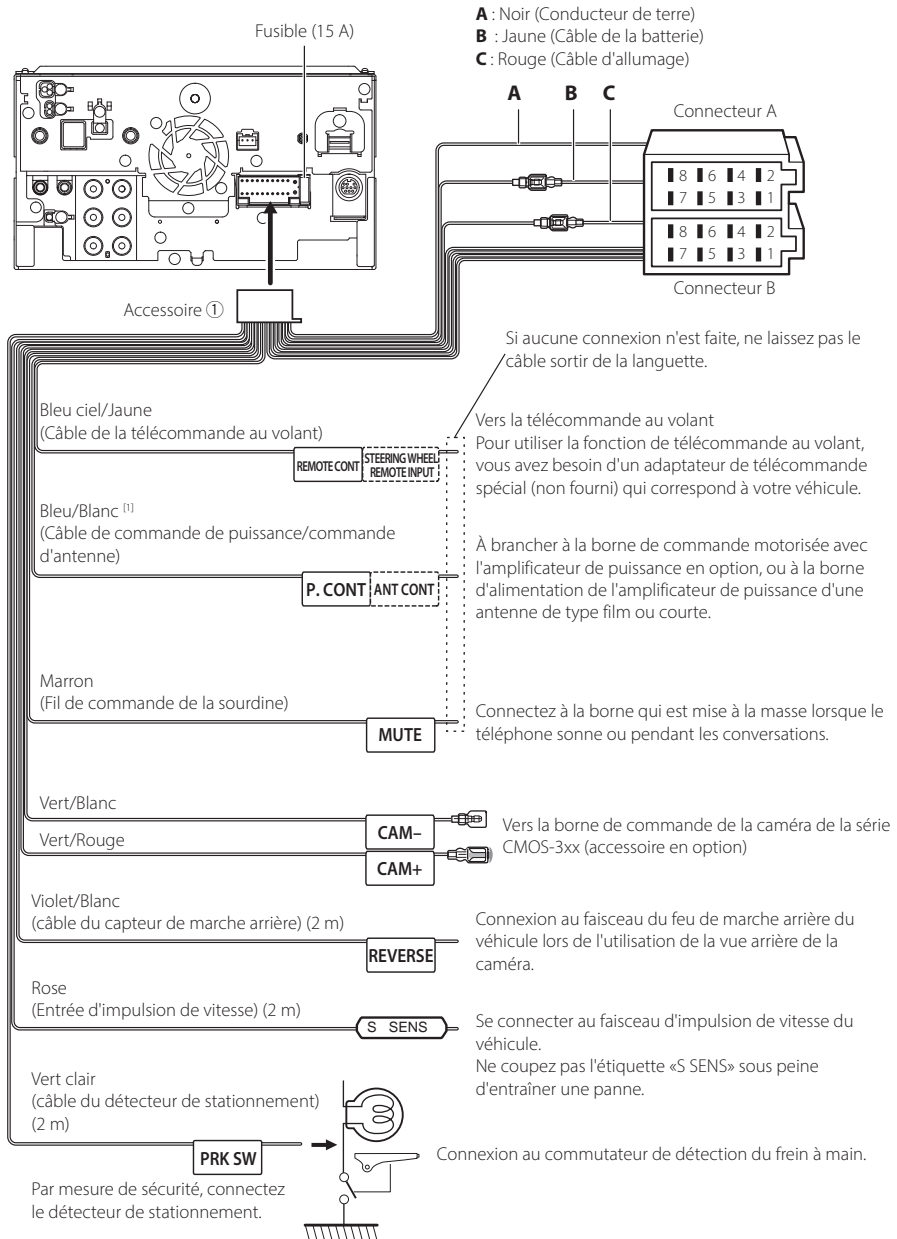 Fusible (15 A)
A : Noir (Conducteur de terre)
B : Jaune (Câble de la batterie)
C : Rouge (Câble d'allumage)
A B C
Connecteur A
8 6 4 2
7 5 3 1
8 6 4 2
7 5 3 1
Connecteur B
Accessoire ①
Si aucune connexion n'est faite, ne laissez pas le
câble sortir de la languette.
Bleu ciel/Jaune
(Câble de la télécommande au volant)
REMOTE CONT
STEERING WHEEL
REMOTE INPUT
Vers la télécommande au volant
Pour utiliser la fonction de télécommande au volant,
vous avez besoin d'un adaptateur de télécommande
spécial (non fourni) qui correspond à votre véhicule.
Bleu/Blanc [1]
(Câble de commande de puissance/commande
d'antenne)
P. CONT
ANT CONT
À brancher à la borne de commande motorisée avec
l'amplificateur de puissance en option, ou à la borne
d'alimentation de l'amplificateur de puissance d'une
antenne de type film ou courte.
Marron
(Fil de commande de la sourdine)
MUTE
Connectez à la borne qui est mise à la masse lorsque le
téléphone sonne ou pendant les conversations.
Vert/Blanc
CAM–
Vert/Rouge
CAM+
Vers la borne de commande de la caméra de la série
CMOS-3xx (accessoire en option)
Violet/Blanc
(câble du capteur de marche arrière) (2 m)
REVERSE
Connexion au faisceau du feu de marche arrière du
véhicule lors de l'utilisation de la vue arrière de la
caméra.
Rose
(Entrée d'impulsion de vitesse) (2 m)
S SENS
Se connecter au faisceau d'impulsion de vitesse du
véhicule.
Ne coupez pas l'étiquette «S SENS» sous peine
d'entraîner une panne.
Vert clair
(câble du détecteur de stationnement)
(2 m)
PRK SW
Connexion au commutateur de détection du frein à main.
Par mesure de sécurité, connectez
le détecteur de stationnement.